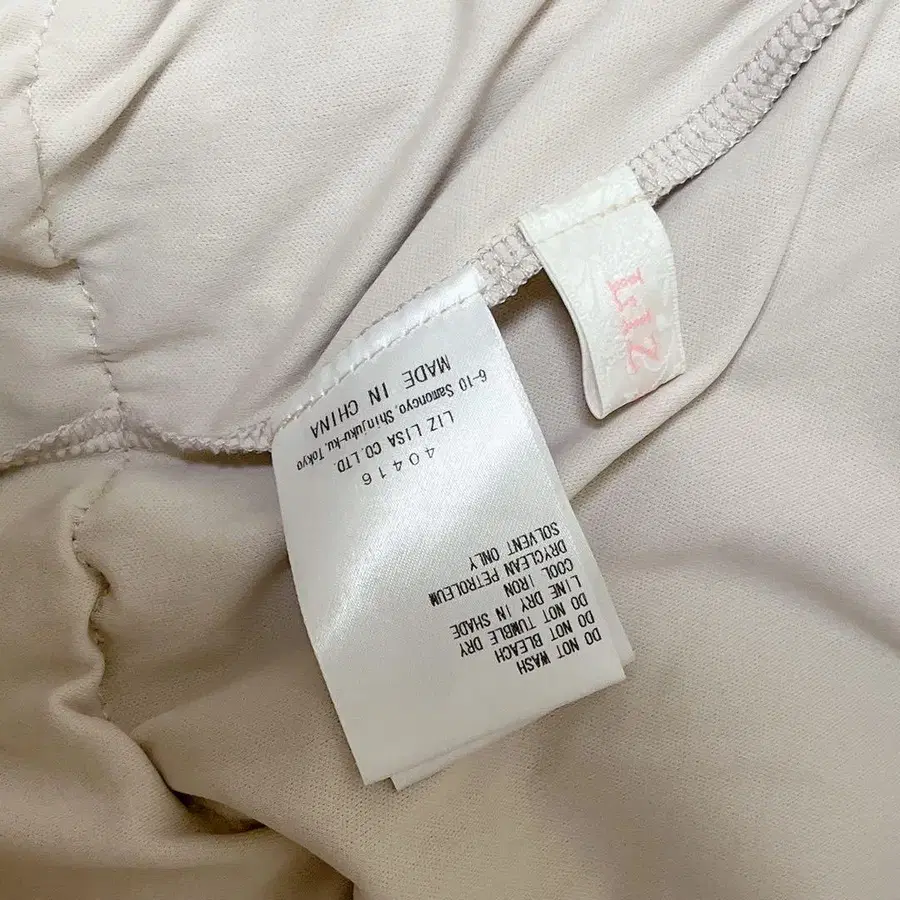 DO NOT WASH
DO NOT BLEACH
DO NOT TUMBLE DRY
LINE DRY IN SHADE
COOL IRON
DRYCLEAN PETROLEUM
SOLVENT ONLY
40416
LIZ LISA CO.LTD.
6-10 Samoncyo,Shinjuku-ku,Tokyo
MADE IN CHINA
LIZ